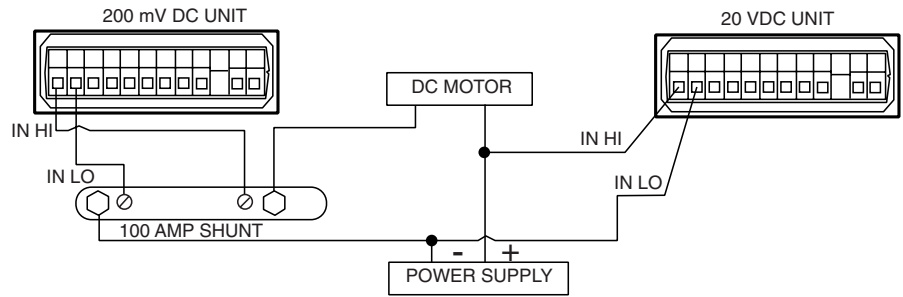 200 mV DC UNIT
20 VDC UNIT
DC MOTOR
IN HI
IN HI
IN LO
IN LO
100 AMP SHUNT
- +
POWER SUPPLY